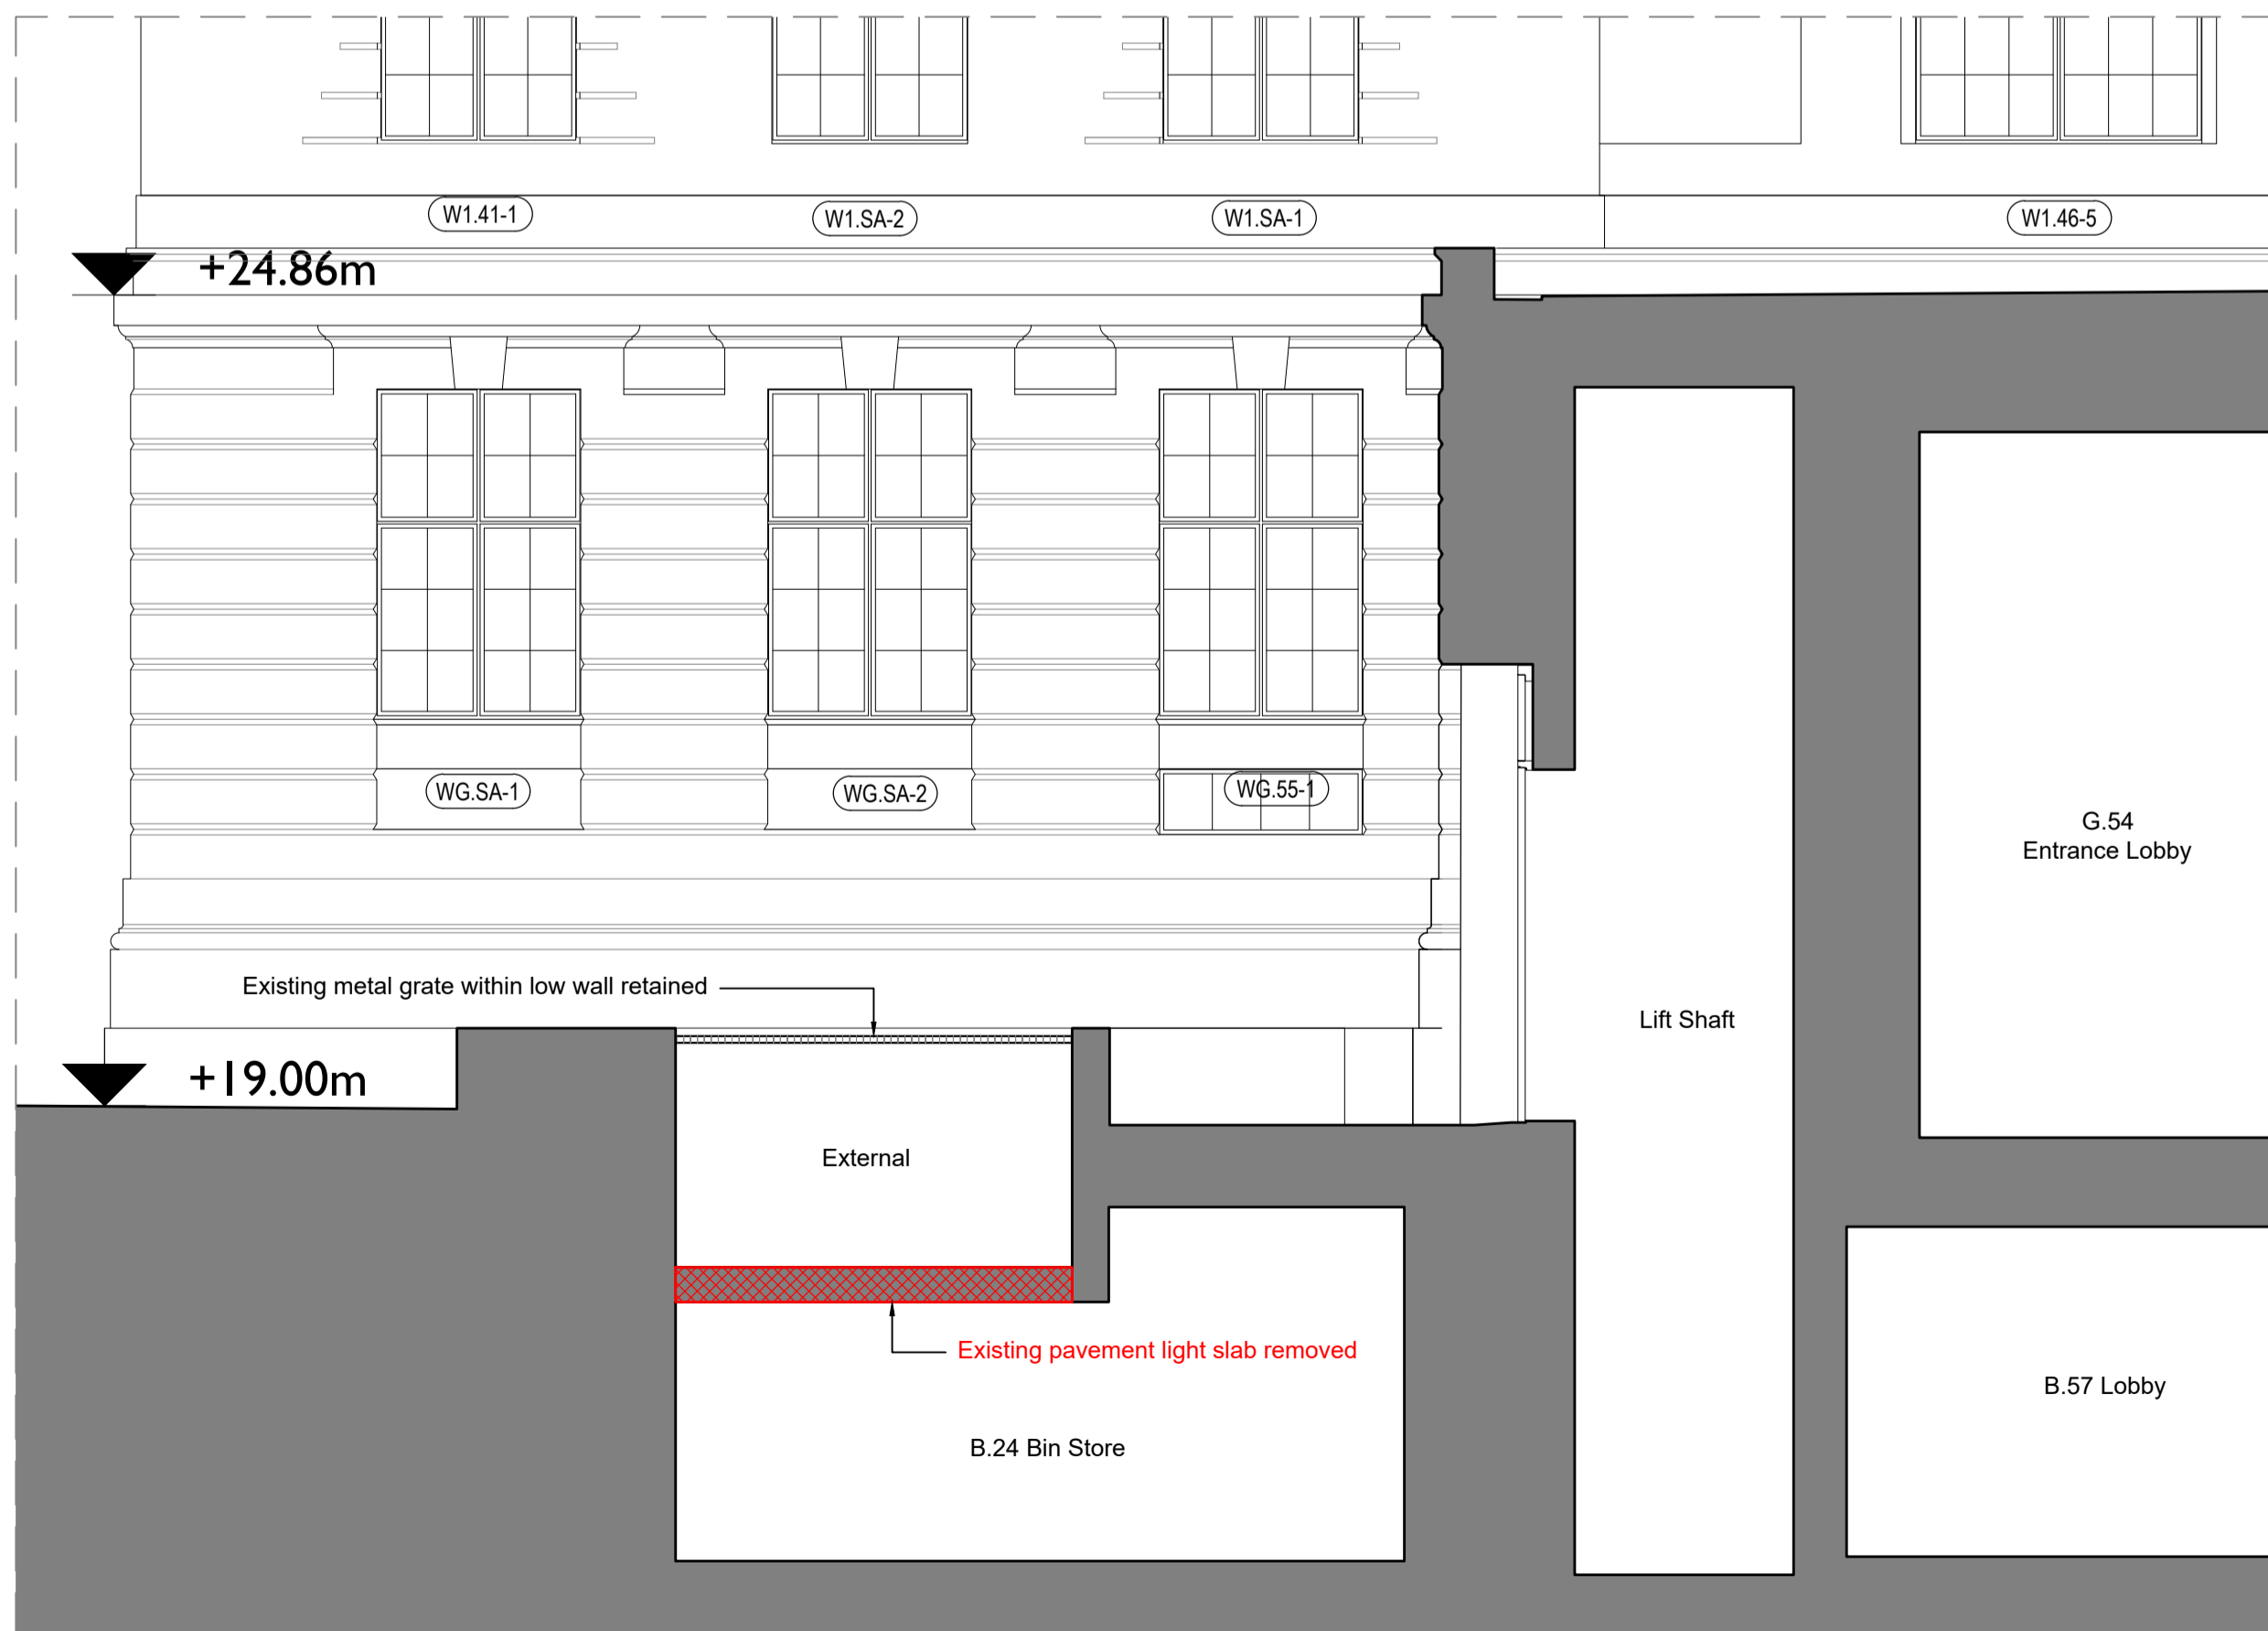 W1.41-1
W1.SA-2
W1.SA-1
W1.46-5
+24.86m
WG.SA-1
WG.SA-2
WG.55-1
G.54
Entrance Lobby
Existing metal grate within low wall retained
Lift Shaft
+19.00m
External
Existing pavement light slab removed
B.57 Lobby
B.24 Bin Store